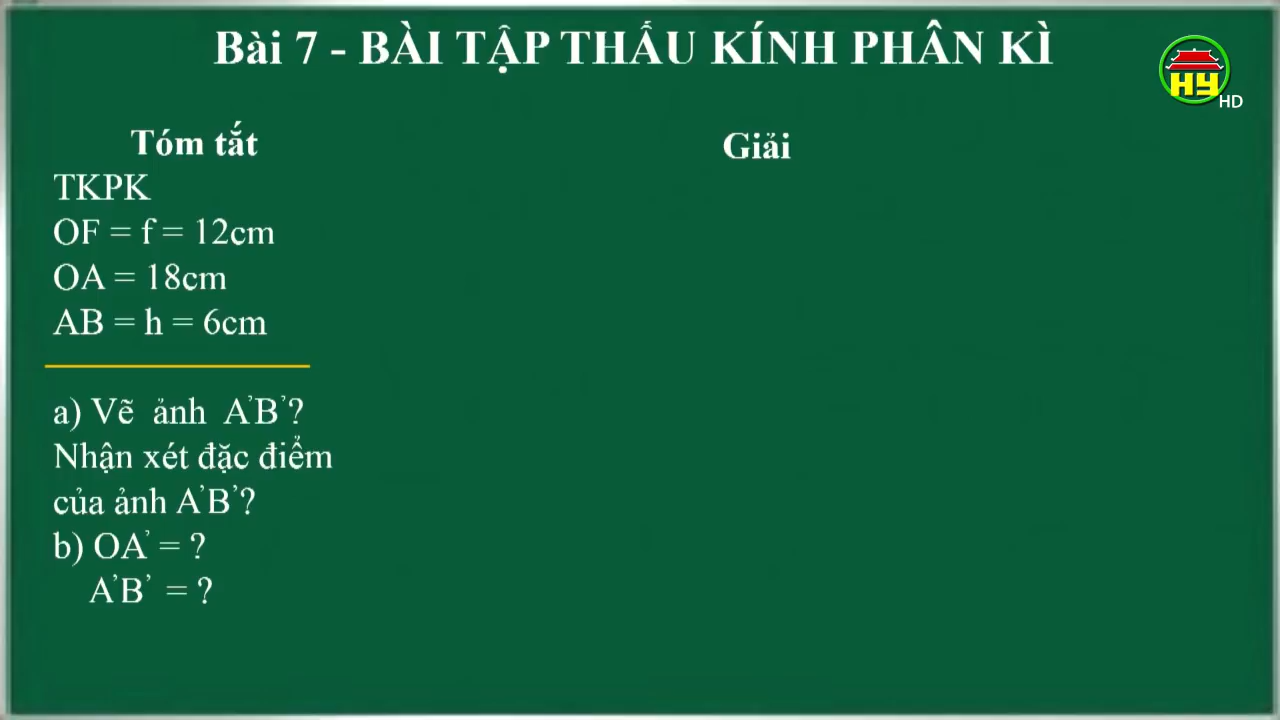 Bài 7 - BÀI TẬP THẤU KÍNH PHÂN KÌ
HY
HD
Tóm tắt
Giải
TKPK
OF = f = 12cm
OA = 18cm
AB = h = 6cm
a) Vẽ ảnh A’B’?
Nhận xét đặc điểm
của ảnh A’B’?
b) OA’ = ?
A’B’ = ?